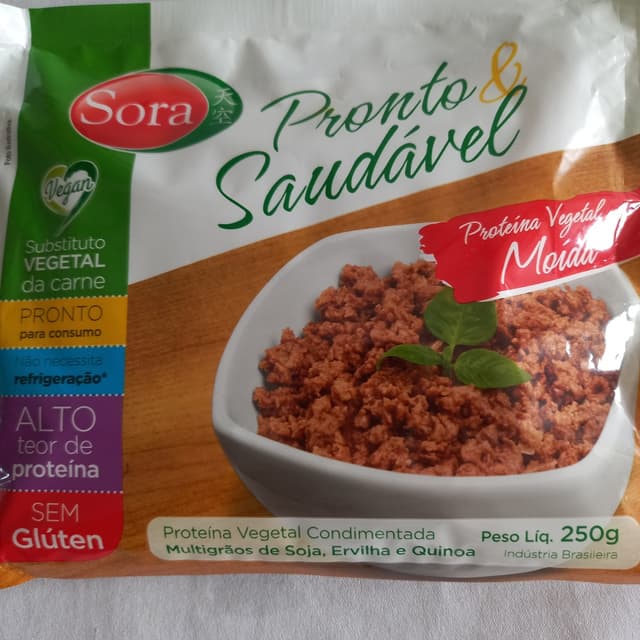 Sora
天空
Pronto &
Saudável
Vegan
Substituto
VEGETAL
da carne
PRONTO
para consumo
Não necessita
refrigeração*
ALTO
teor de
proteína
SEM
Glúten
Proteína Vegetal
Moída
Proteína Vegetal Condimentada
Multigrãos de Soja, Ervilha e Quinoa
Peso Líq. 250g
Indústria Brasileira